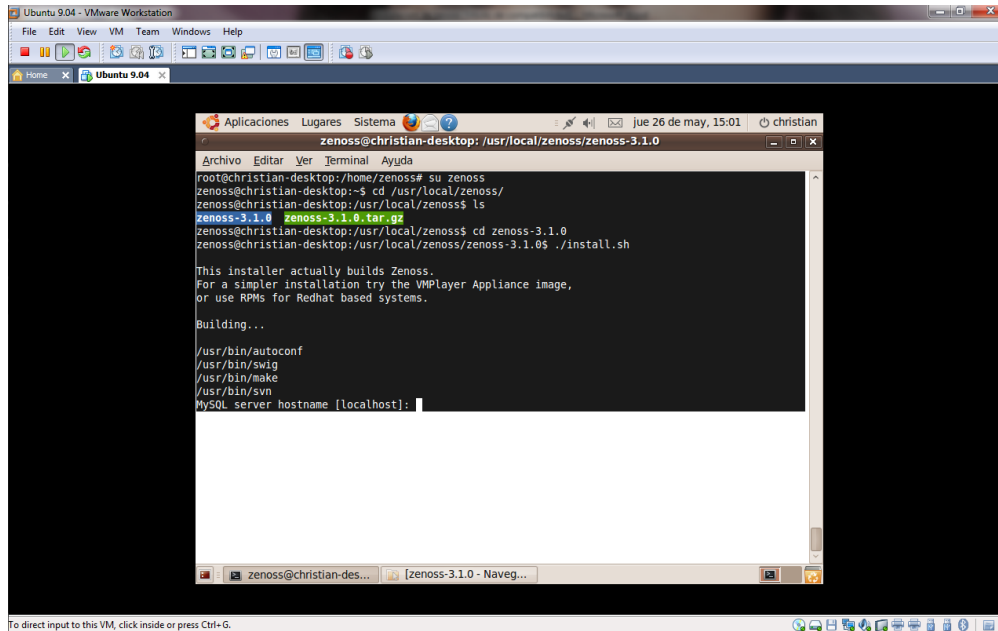 Ubuntu 9.04 - VMware Workstation
File Edit View VM Team Windows Help
Home Ubuntu 9.04
Aplicaciones Lugares Sistema jue 26 de may, 15:01 christian
zenoss@christian-desktop: /usr/local/zenoss/zenoss-3.1.0
Archivo Editar Ver Terminal Ayuda
root@christian-desktop:/home/zenoss# su zenoss
zenoss@christian-desktop:~$ cd /usr/local/zenoss/
zenoss@christian-desktop:/usr/local/zenoss$ ls
zenoss-3.1.0 zenoss-3.1.0.tar.gz
zenoss@christian-desktop:/usr/local/zenoss$ cd zenoss-3.1.0
zenoss@christian-desktop:/usr/local/zenoss/zenoss-3.1.0$ ./install.sh
This installer actually builds Zenoss.
For a simpler installation try the VMPlayer Appliance image,
or use RPMs for Redhat based systems.
Building...
/usr/bin/autoconf
/usr/bin/swig
/usr/bin/make
/usr/bin/svn
MySQL server hostname [localhost]:
zenoss@christian-des... [zenoss-3.1.0 - Naveg...
To direct input to this VM, click inside or press Ctrl+G.